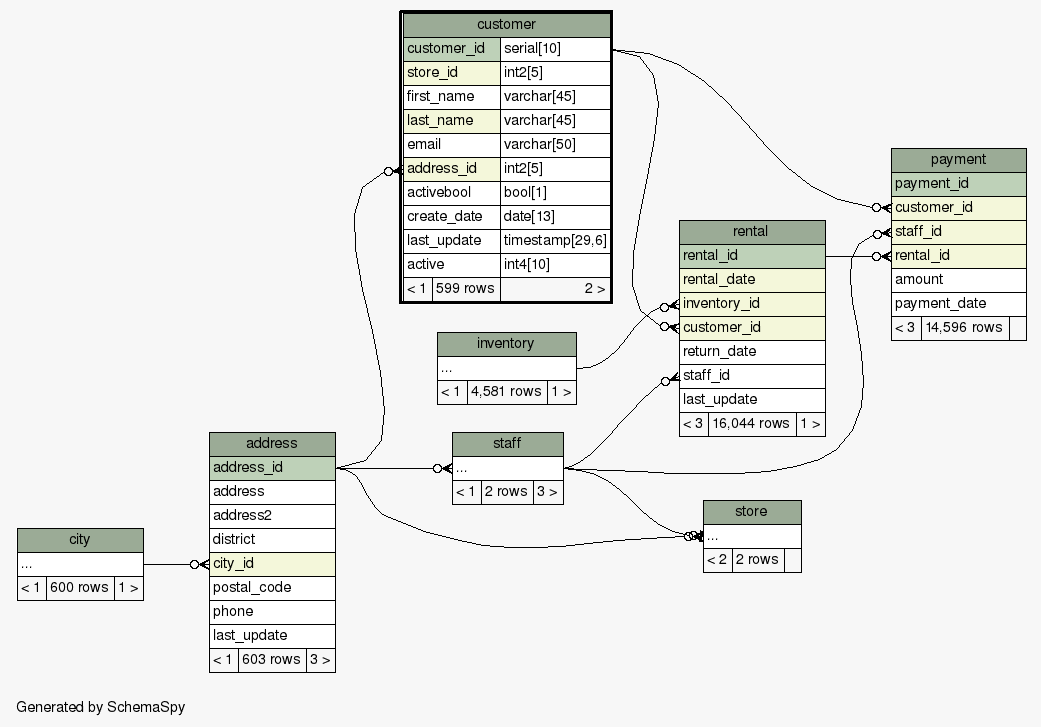 customer
customer_id serial[10]
store_id int2[5]
first_name varchar[45]
last_name varchar[45]
email varchar[50]
address_id int2[5]
activebool bool[1]
create_date date[13]
last_update timestamp[29,6]
active int4[10]
< 1 599 rows 2 >
payment
payment_id
customer_id
staff_id
rental_id
amount
payment_date
< 3 14,596 rows
rental
rental_id
rental_date
inventory_id
customer_id
return_date
staff_id
last_update
< 3 16,044 rows 1 >
inventory
...
< 1 4,581 rows 1 >
address
address_id
address
address2
district
city_id
postal_code
phone
last_update
< 1 603 rows 3 >
staff
...
< 1 2 rows 3 >
store
...
< 2 2 rows
city
...
< 1 600 rows 1 >
Generated by SchemaSpy